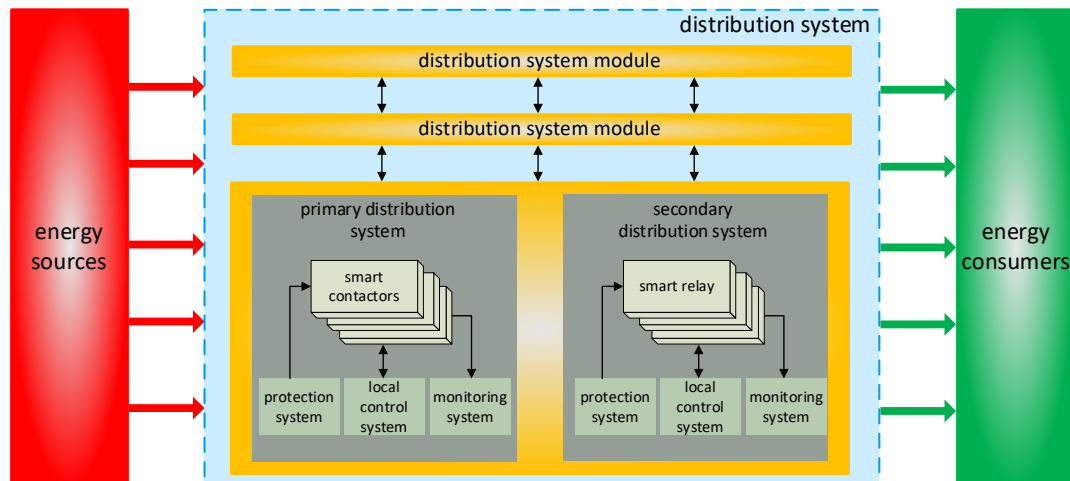 distribution system
distribution system module
distribution system module
energy
sources
primary distribution
system
smart
contactors
protection
system
local
control
system
monitoring
system
secondary
distribution system
smart relay
protection
system
local
control
system
monitoring
system
energy
consumers